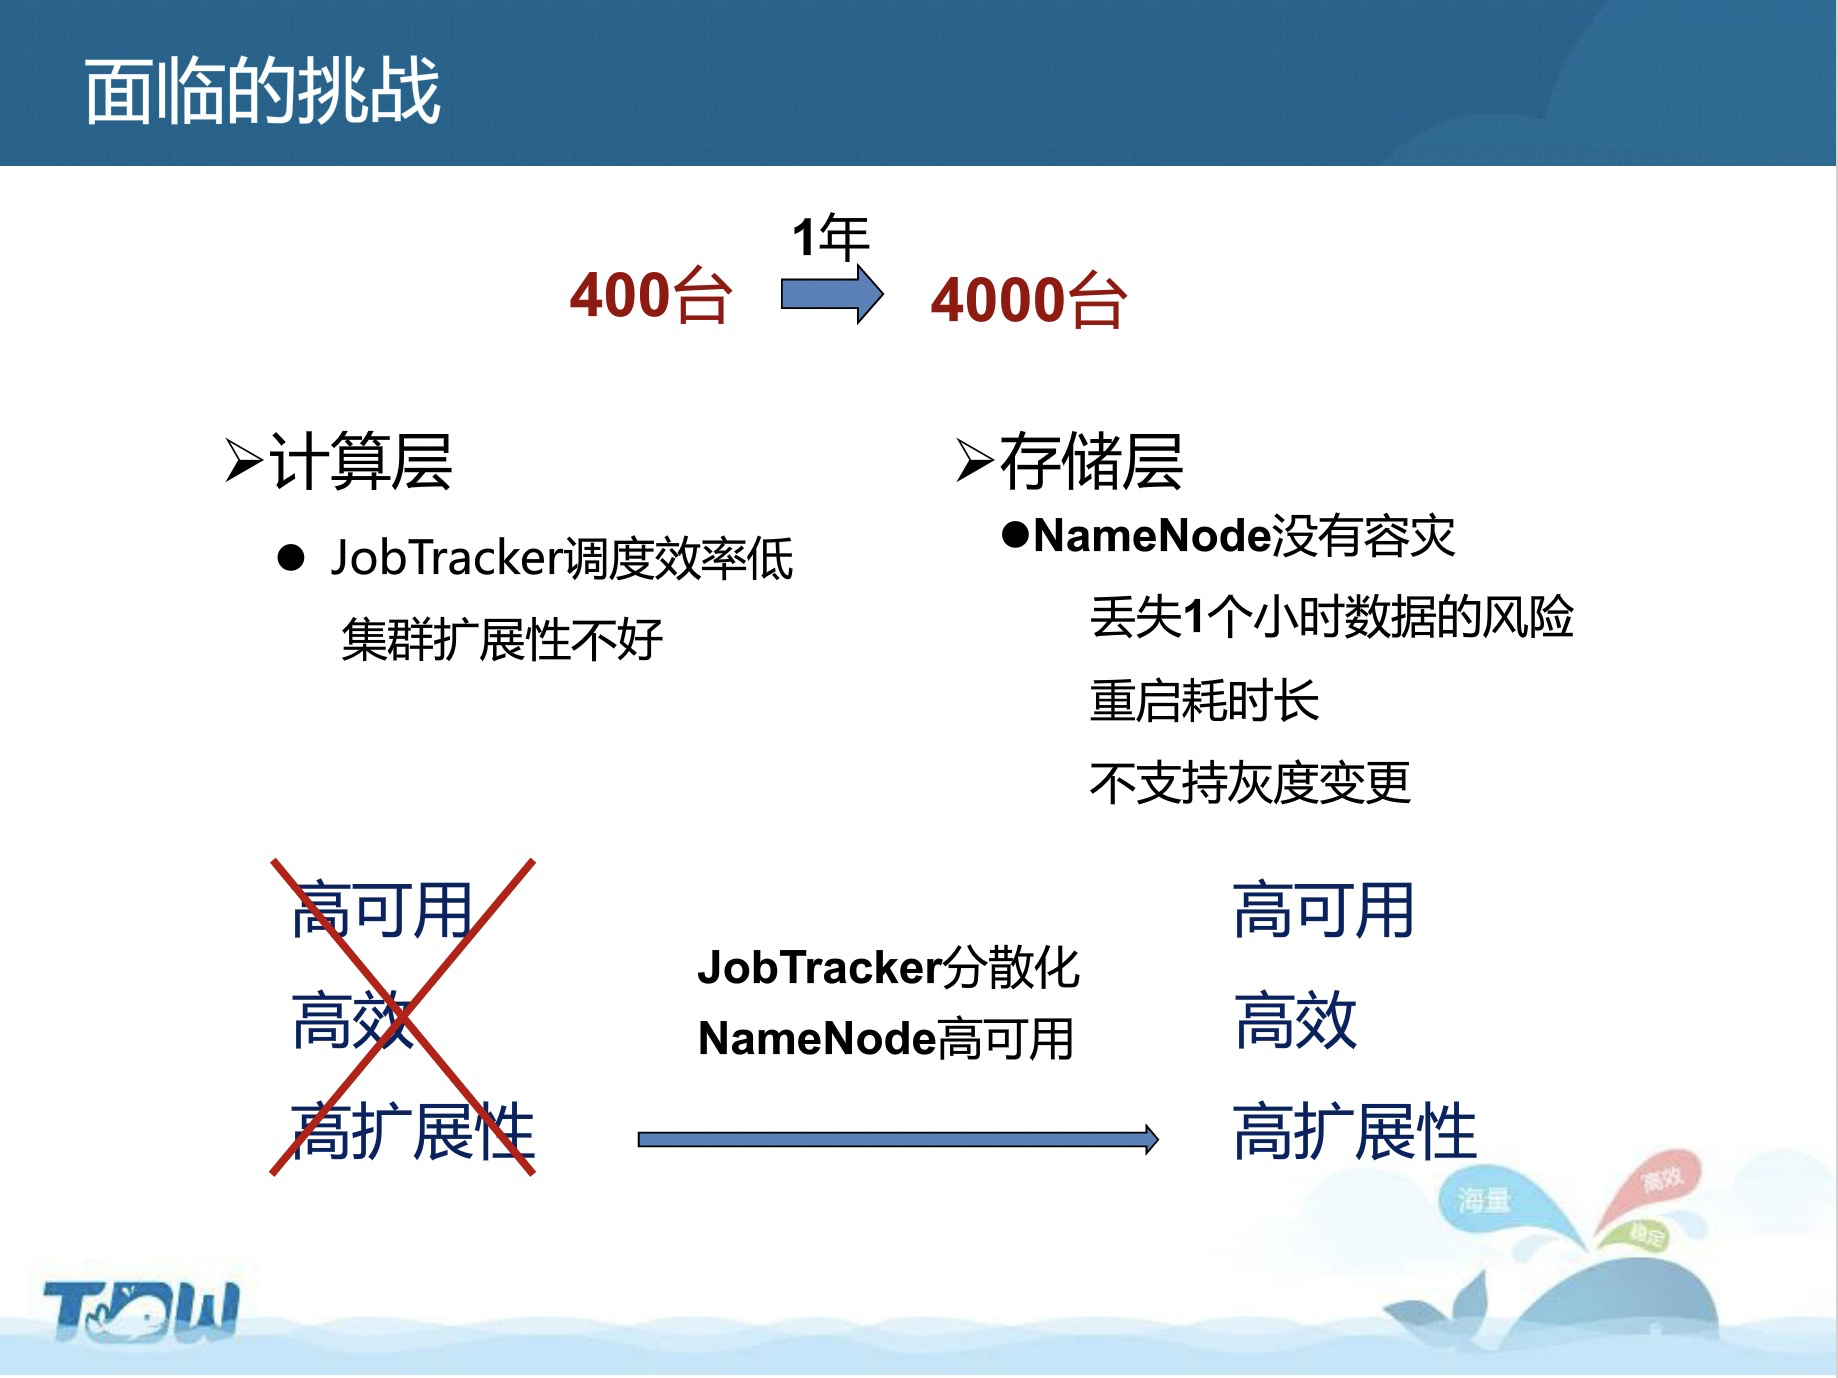 面临的挑战
1年
400台
4000台
计算层
JobTracker调度效率低
集群扩展性不好
存储层
NameNode没有容灾
丢失1个小时数据的风险
重启耗时长
不支持灰度变更
高可用
高效
高扩展性
JobTracker分散化
NameNode高可用
高可用
高效
高扩展性
海量
高效
稳定
TDW